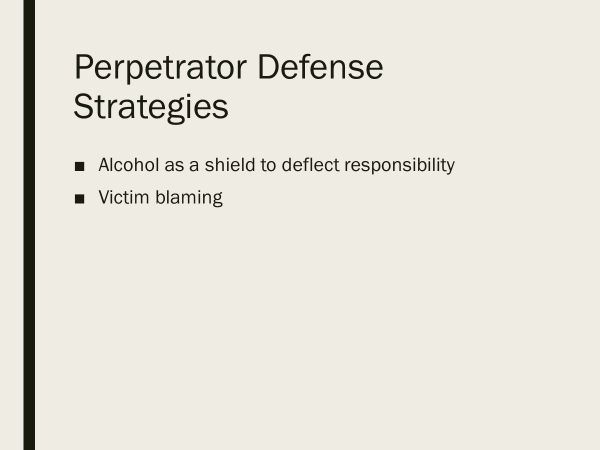 Perpetrator Defense
Strategies
■ Alcohol as a shield to deflect responsibility
■ Victim blaming